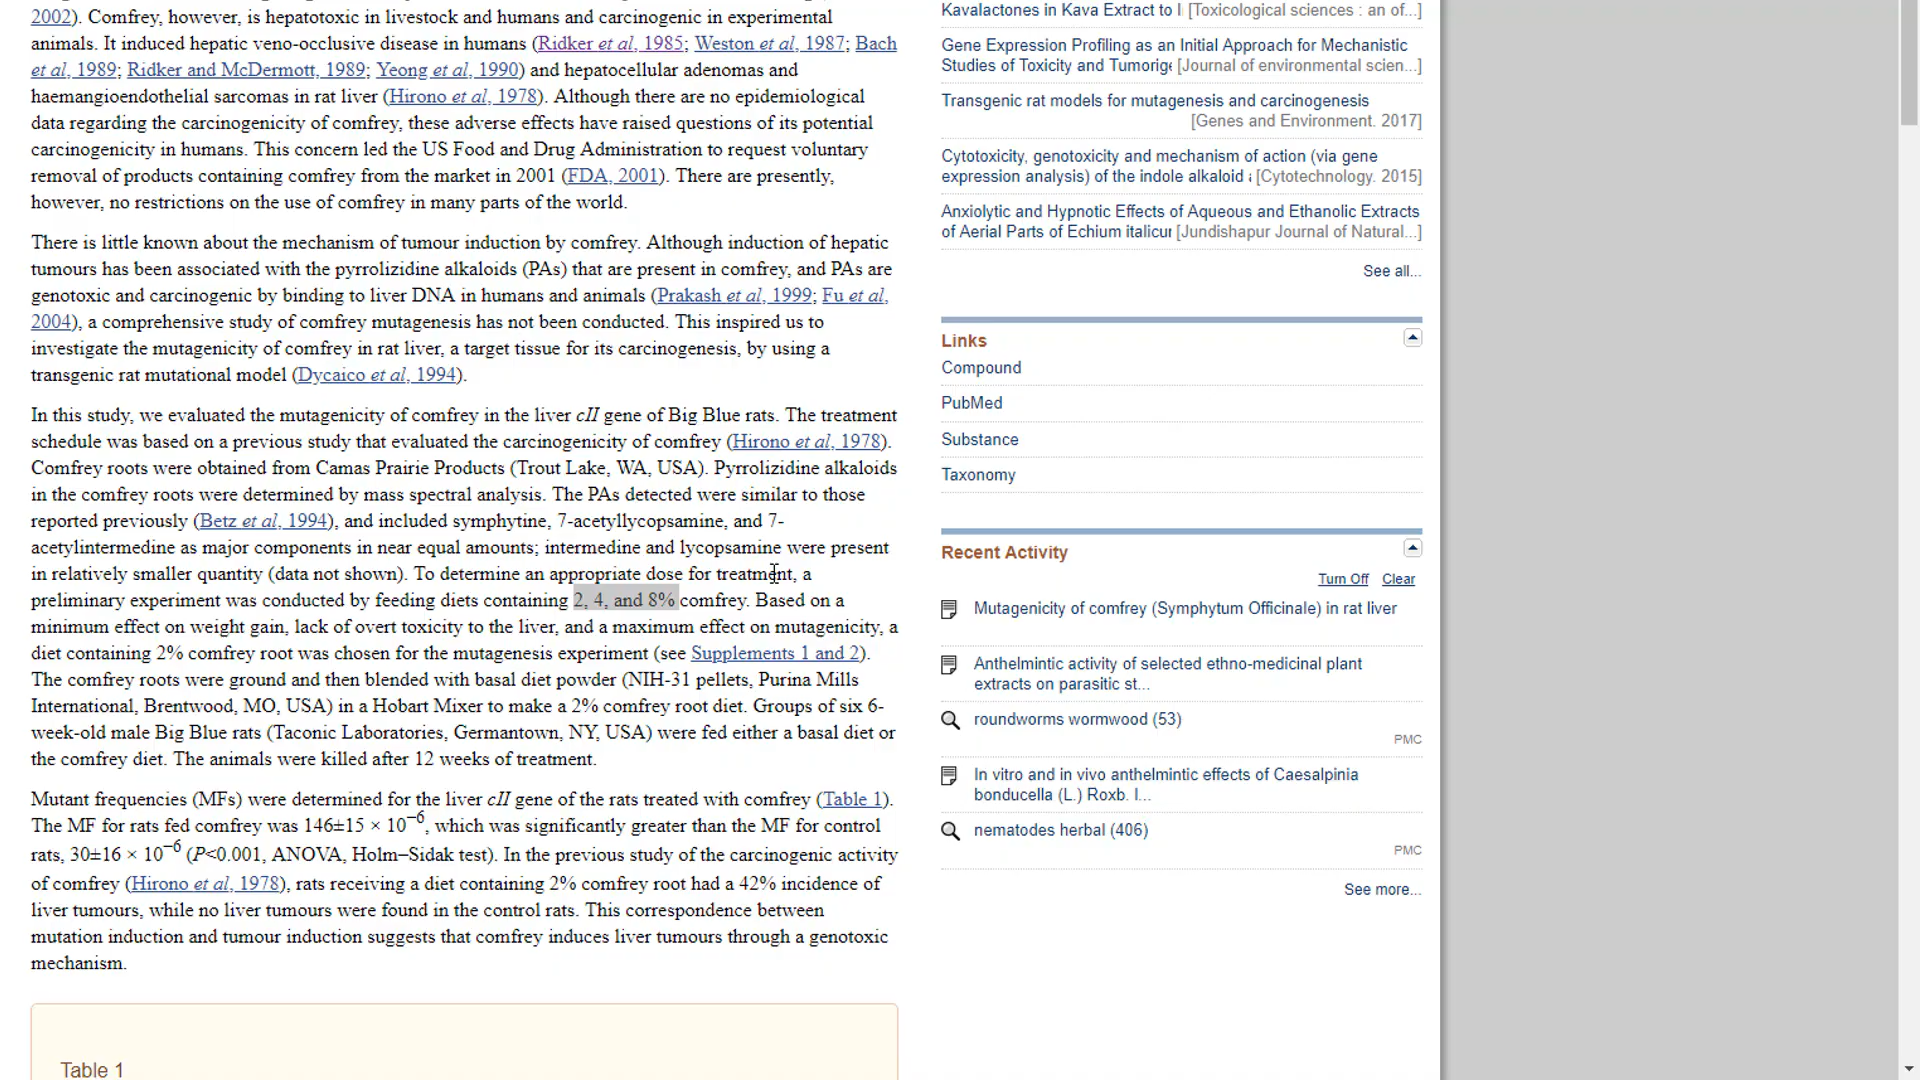 2002). Comfrey, however, is hepatotoxic in livestock and humans and carcinogenic in experimental
animals. It induced hepatic veno-occlusive disease in humans (Ridker et al, 1985; Weston et al, 1987; Bach
et al, 1989; Ridker and McDermott, 1989; Yeong et al, 1990) and hepatocellular adenomas and
haemangioendothelial sarcomas in rat liver (Hirono et al, 1978). Although there are no epidemiological
data regarding the carcinogenicity of comfrey, these adverse effects have raised questions of its potential
carcinogenicity in humans. This concern led the US Food and Drug Administration to request voluntary
removal of products containing comfrey from the market in 2001 (FDA, 2001). There are presently,
however, no restrictions on the use of comfrey in many parts of the world.
There is little known about the mechanism of tumour induction by comfrey. Although induction of hepatic
tumours has been associated with the pyrrolizidine alkaloids (PAs) that are present in comfrey, and PAs are
genotoxic and carcinogenic by binding to liver DNA in humans and animals (Prakash et al, 1999; Fu et al,
2004), a comprehensive study of comfrey mutagenesis has not been conducted. This inspired us to
investigate the mutagenicity of comfrey in rat liver, a target tissue for its carcinogenesis, by using a
transgenic rat mutational model (Dycaico et al, 1994).
In this study, we evaluated the mutagenicity of comfrey in the liver cII gene of Big Blue rats. The treatment
schedule was based on a previous study that evaluated the carcinogenicity of comfrey (Hirono et al, 1978).
Comfrey roots were obtained from Camas Prairie Products (Trout Lake, WA, USA). Pyrrolizidine alkaloids
in the comfrey roots were determined by mass spectral analysis. The PAs detected were similar to those
reported previously (Betz et al, 1994), and included symphytine, 7-acetyllycopsamine, and 7-
acetylintermedine as major components in near equal amounts; intermedine and lycopsamine were present
in relatively smaller quantity (data not shown). To determine an appropriate dose for treatment, a
preliminary experiment was conducted by feeding diets containing 2, 4, and 8% comfrey. Based on a
minimum effect on weight gain, lack of overt toxicity to the liver, and a maximum effect on mutagenicity, a
diet containing 2% comfrey root was chosen for the mutagenesis experiment (see Supplements 1 and 2).
The comfrey roots were ground and then blended with basal diet powder (NIH-31 pellets, Purina Mills
International, Brentwood, MO, USA) in a Hobart Mixer to make a 2% comfrey root diet. Groups of six 6-
week-old male Big Blue rats (Taconic Laboratories, Germantown, NY, USA) were fed either a basal diet or
the comfrey diet. The animals were killed after 12 weeks of treatment.
Mutant frequencies (MFs) were determined for the liver cII gene of the rats treated with comfrey (Table 1).
The MF for rats fed comfrey was 146±15 × 10−6, which was significantly greater than the MF for control
rats, 30±16 × 10−6 (P<0.001, ANOVA, Holm–Sidak test). In the previous study of the carcinogenic activity
of comfrey (Hirono et al, 1978), rats receiving a diet containing 2% comfrey root had a 42% incidence of
liver tumours, while no liver tumours were found in the control rats. This correspondence between
mutation induction and tumour induction suggests that comfrey induces liver tumours through a genotoxic
mechanism.
Table 1
Kavalactones in Kava Extract to [Toxicological sciences : an of...]
Gene Expression Profiling as an Initial Approach for Mechanistic
Studies of Toxicity and Tumorige [Journal of environmental scien...]
Transgenic rat models for mutagenesis and carcinogenesis
[Genes and Environment. 2017]
Cytotoxicity, genotoxicity and mechanism of action (via gene
expression analysis) of the indole alkaloid [Cytotechnology. 2015]
Anxiolytic and Hypnotic Effects of Aqueous and Ethanolic Extracts
of Aerial Parts of Echium italicur [Jundishapur Journal of Natural...]
See all...
Links
Compound
PubMed
Substance
Taxonomy
Recent Activity
Turn Off Clear
Mutagenicity of comfrey (Symphytum Officinale) in rat liver
Anthelmintic activity of selected ethno-medicinal plant
extracts on parasitic st...
roundworms wormwood (53)
PMC
In vitro and in vivo anthelmintic effects of Caesalpinia
bonducella (L.) Roxb. l...
nematodes herbal (406)
PMC
See more...